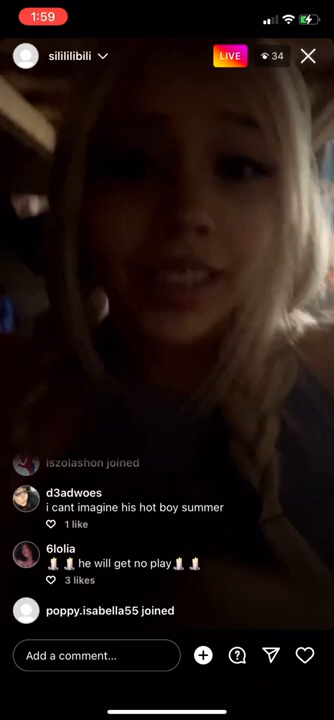 1:59
silililibili
LIVE
34
iszolashon joined
d3adwoes
i cant imagine his hot boy summer
1 like
6lolia
🕯️🕯️he will get no play🕯️🕯️
3 likes
poppy.isabella55 joined
Add a comment...